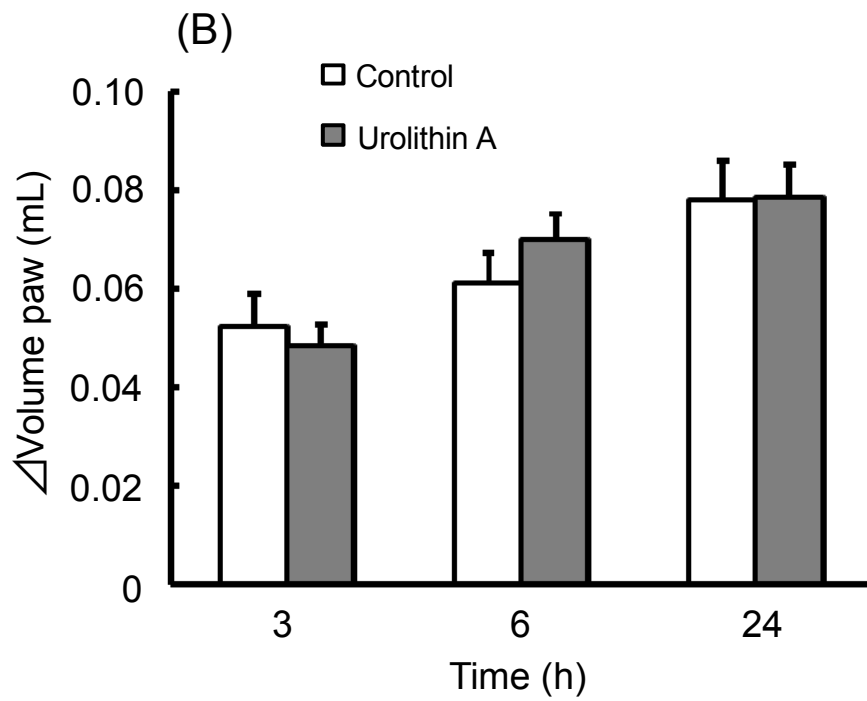 (B)
Control
Urolithin A
0.10
0.08
0.06
0.04
0.02
0
⊿Volume paw (mL)
3 6 24
Time (h)